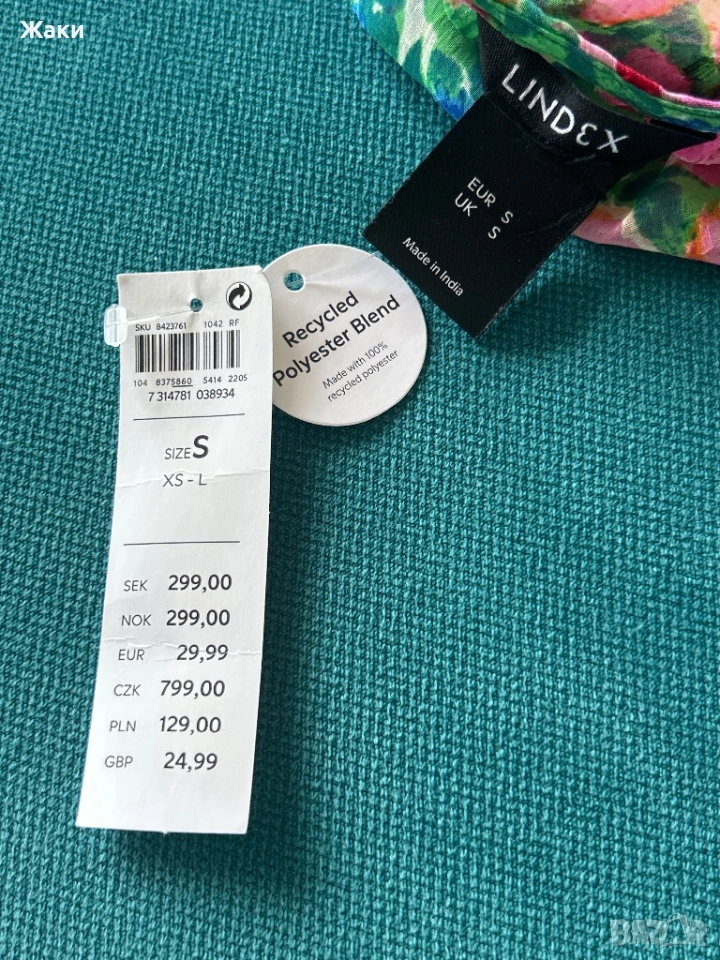 Жаки
LINDEX
EUR S
UK S
Made in India
Recycled
Polyester Blend
Made with 100%
recycled polyester
SKU 8423761 1042 RF
104 8375860 5414 2205
7 314781 038934
SIZE S
XS - L
SEK 299,00
NOK 299,00
EUR 29,99
CZK 799,00
PLN 129,00
GBP 24,99
BAZAR